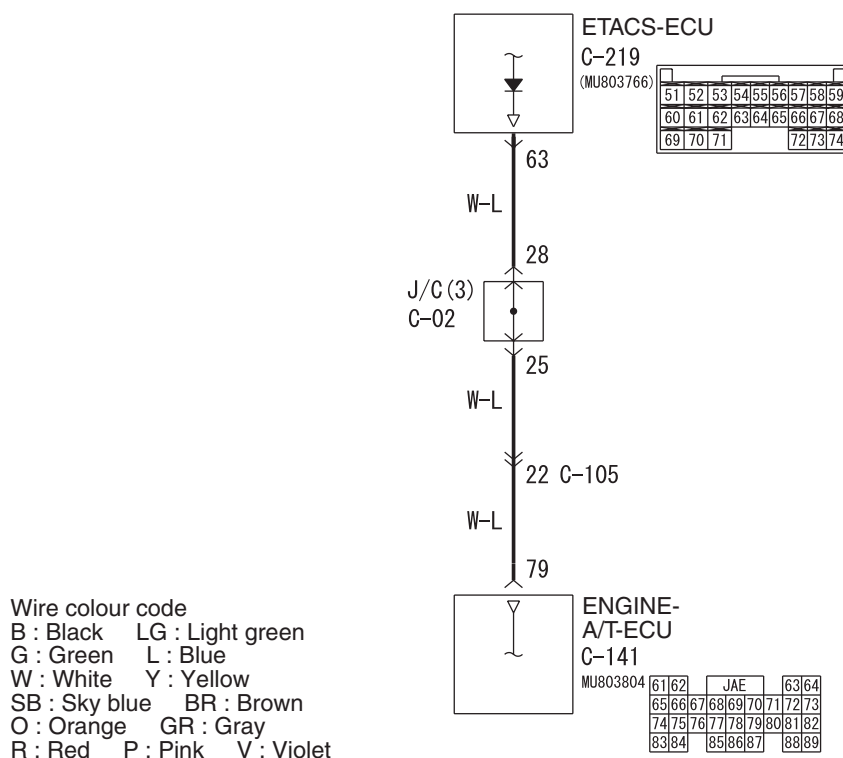 ETACS-ECU
C-219
(MU803766)
51 52 53 54 55 56 57 58 59
60 61 62 63 64 65 66 67 68
69 70 71 72 73 74
63
W-L
28
J/C(3)
C-02
25
W-L
22 C-105
W-L
79
ENGINE-
A/T-ECU
C-141
MU803804
61 62 JAE 63 64
65 66 67 68 69 70 71 72 73
74 75 76 77 78 79 80 81 82
83 84 85 86 87 88 89
Wire colour code
B : Black LG : Light green
G : Green L : Blue
W : White Y : Yellow
SB : Sky blue BR : Brown
O : Orange GR : Gray
R : Red P : Pink V : Violet